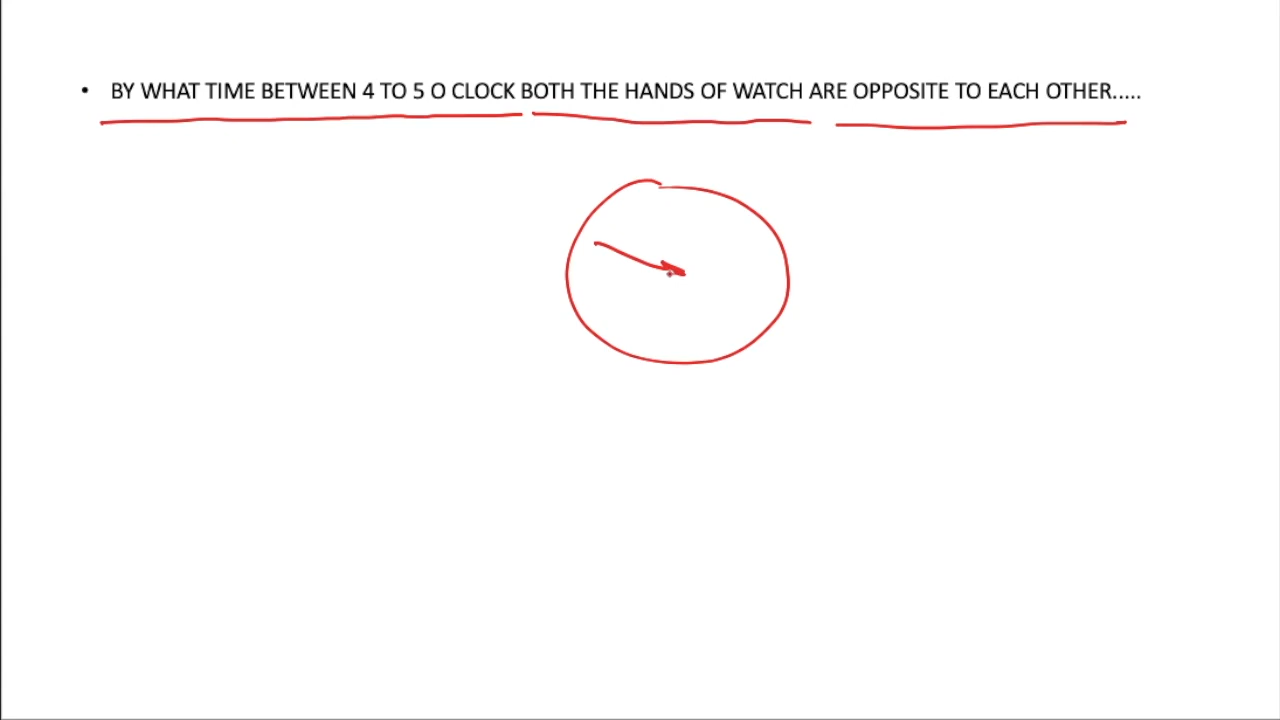 • BY WHAT TIME BETWEEN 4 TO 5 O CLOCK BOTH THE HANDS OF WATCH ARE OPPOSITE TO EACH OTHER.....